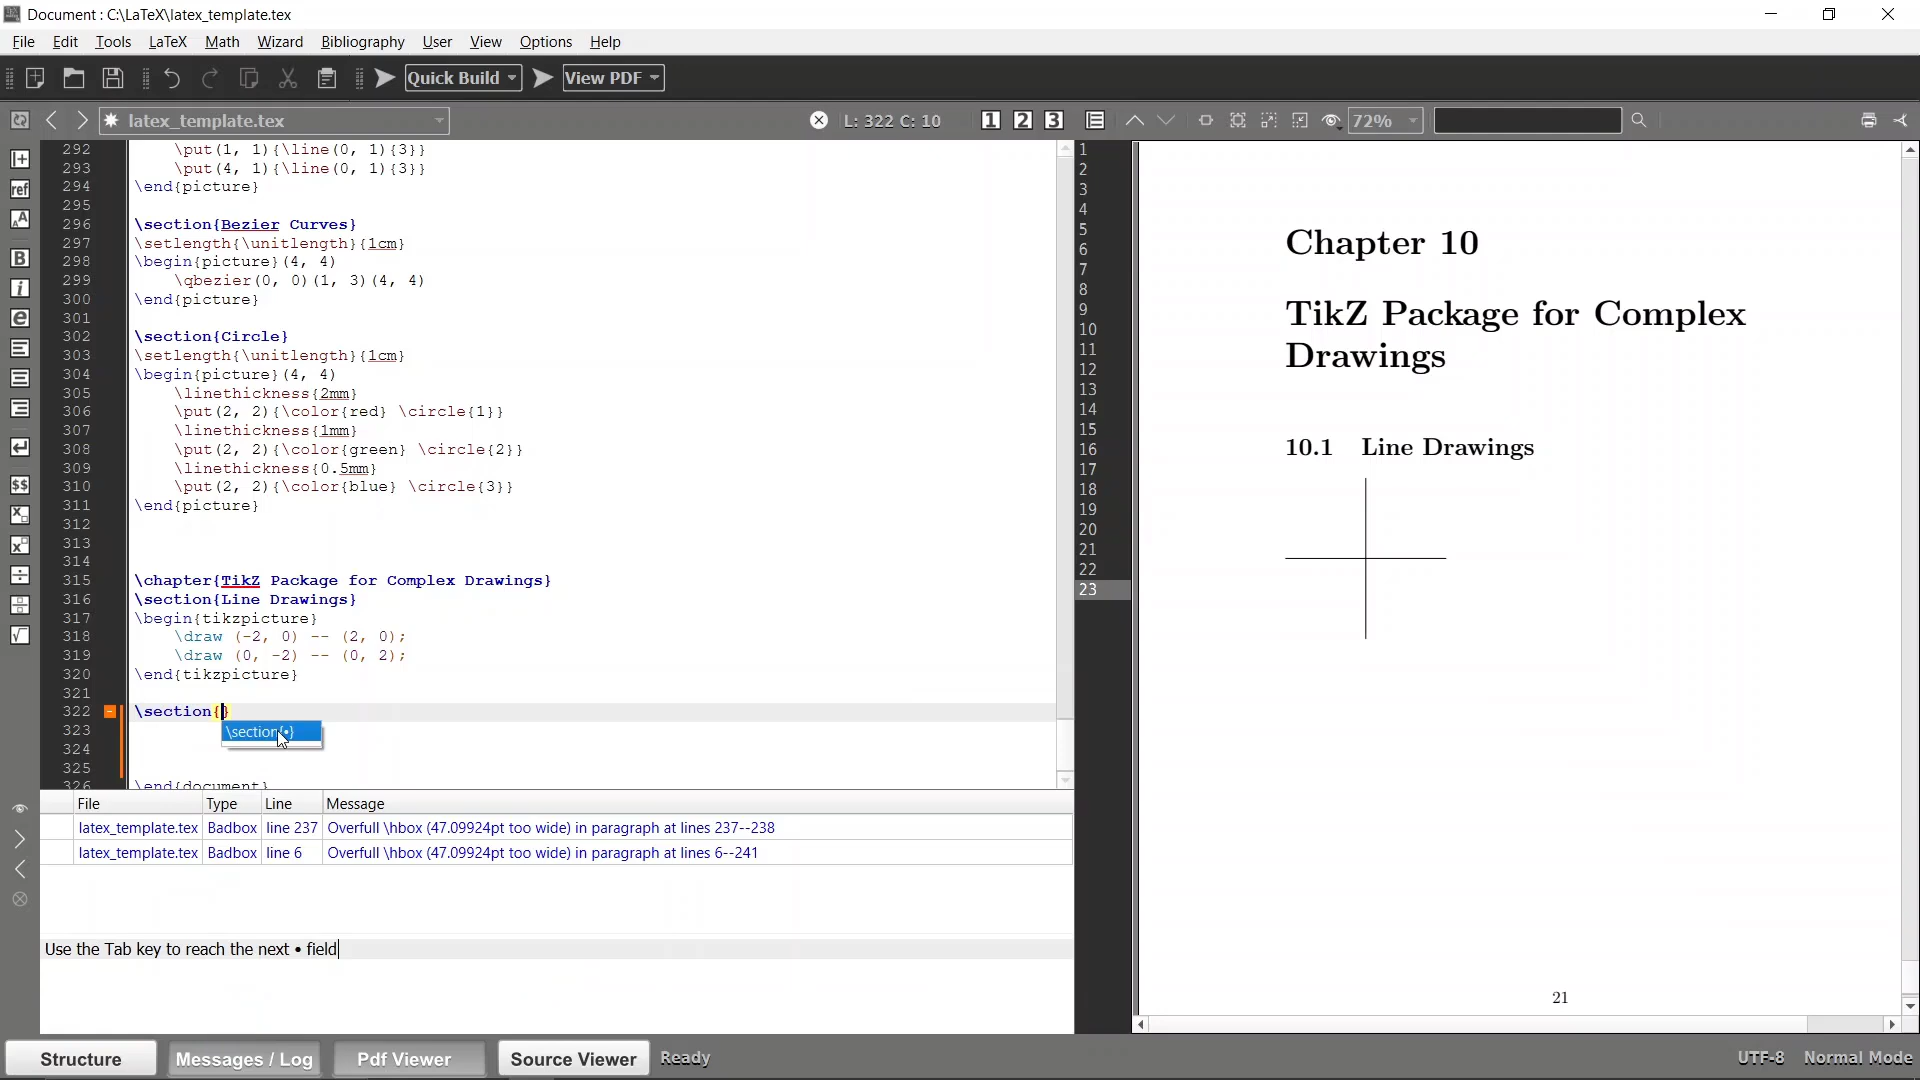 Document : C:\LaTeX\latex_template.tex
File Edit Tools LaTeX Math Wizard Bibliography User View Options Help
Quick Build View PDF
latex_template.tex L: 322 C: 10 1 2 3 72%
292 \put(1, 1){\line(0, 1){3}}
293 \put(4, 1){\line(0, 1){3}}
294 \end{picture}
295
296 \section{Bezier Curves}
297 \setlength{\unitlength}{1cm}
298 \begin{picture}(4, 4)
299 \qbezier(0, 0)(1, 3)(4, 4)
300 \end{picture}
301
302 \section{Circle}
303 \setlength{\unitlength}{1cm}
304 \begin{picture}(4, 4)
305 \linethickness{2mm}
306 \put(2, 2){\color{red} \circle{1}}
307 \linethickness{1mm}
308 \put(2, 2){\color{green} \circle{2}}
309 \linethickness{0.5mm}
310 \put(2, 2){\color{blue} \circle{3}}
311 \end{picture}
312
313
314
315 \chapter{TikZ Package for Complex Drawings}
316 \section{Line Drawings}
317 \begin{tikzpicture}
318 \draw (-2, 0) -- (2, 0);
319 \draw (0, -2) -- (0, 2);
320 \end{tikzpicture}
321
322 \section{}
323 \section{•}
324
325
326 \end{document}
ref
B
i
e
$$
1
2
3
4
5
6
7
8
9
10
11
12
13
14
15
16
17
18
19
20
21
22
23
Chapter 10
TikZ Package for Complex
Drawings
10.1 Line Drawings
21
File Type Line Message
latex_template.tex Badbox line 237 Overfull \hbox (47.09924pt too wide) in paragraph at lines 237--238
latex_template.tex Badbox line 6 Overfull \hbox (47.09924pt too wide) in paragraph at lines 6--241
Use the Tab key to reach the next • field
Structure Messages / Log Pdf Viewer Source Viewer Ready UTF-8 Normal Mode